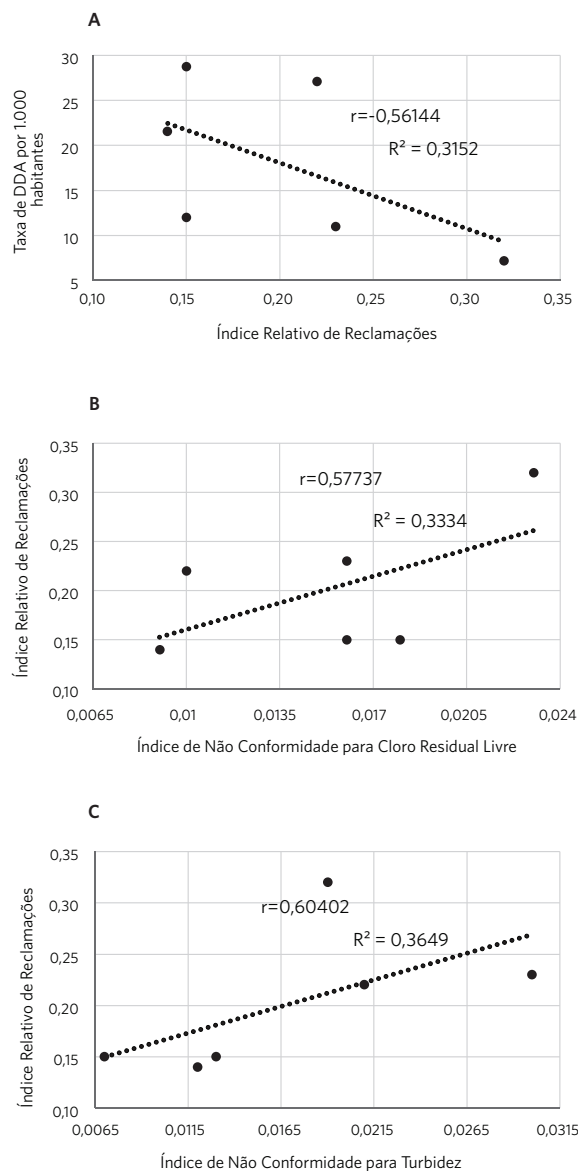 A
Taxa de DDA por 1.000
habitantes
30
25
20
15
10
5
r=-0,56144
R² = 0,3152
0,10 0,15 0,20 0,25 0,30 0,35
Índice Relativo de Reclamações
B
Índice Relativo de Reclamações
0,35
0,30
0,25
0,20
0,15
0,10
r=0,57737
R² = 0,3334
0,0065 0,01 0,0135 0,017 0,0205 0,024
Índice de Não Conformidade para Cloro Residual Livre
C
Índice Relativo de Reclamações
0,35
0,30
0,25
0,20
0,15
0,10
r=0,60402
R² = 0,3649
0,0065 0,0115 0,0165 0,0215 0,0265 0,0315
Índice de Não Conformidade para Turbidez